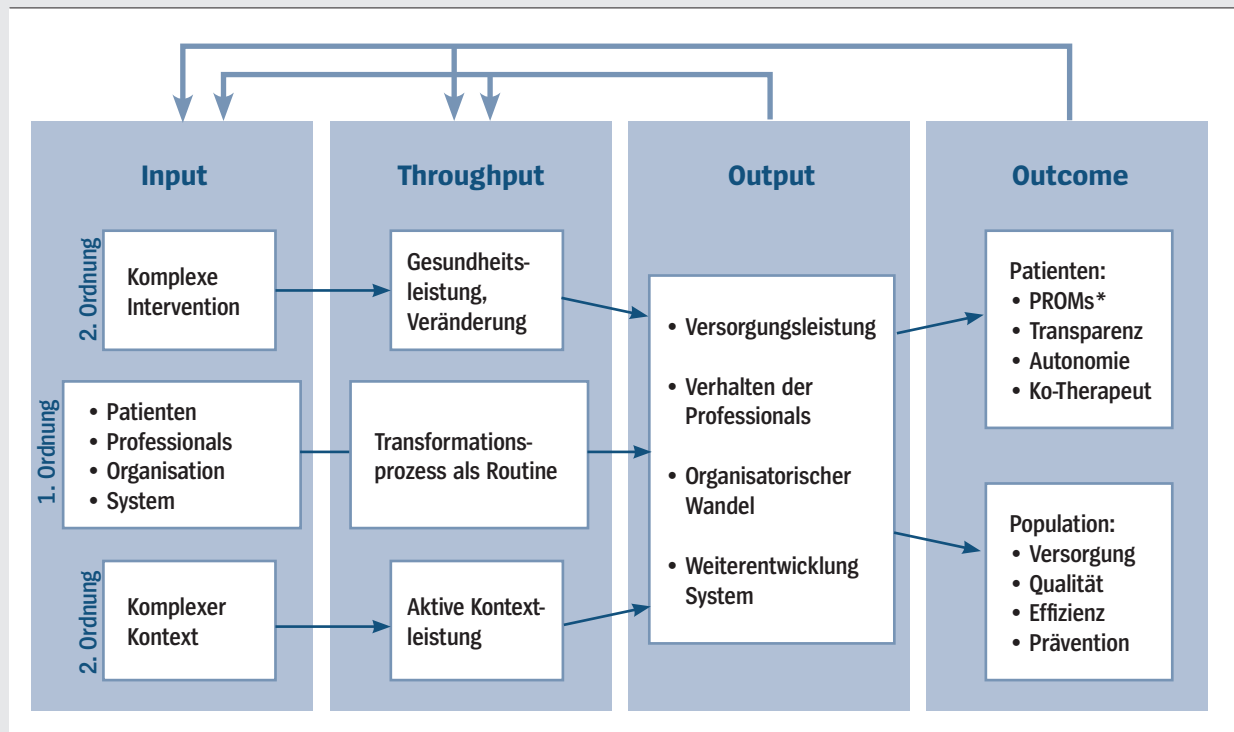 Input
Throughput
Output
Outcome
2. Ordnung
Komplexe
Intervention
Gesundheits-
leistung,
Veränderung
1. Ordnung
• Patienten
• Professionals
• Organisation
• System
Transformations-
prozess als Routine
2. Ordnung
Komplexer
Kontext
Aktive Kontext-
leistung
• Versorgungsleistung
• Verhalten der
Professionals
• Organisatorischer
Wandel
• Weiterentwicklung
System
Patienten:
• PROMs*
• Transparenz
• Autonomie
• Ko-Therapeut
Population:
• Versorgung
• Qualität
• Effizienz
• Prävention